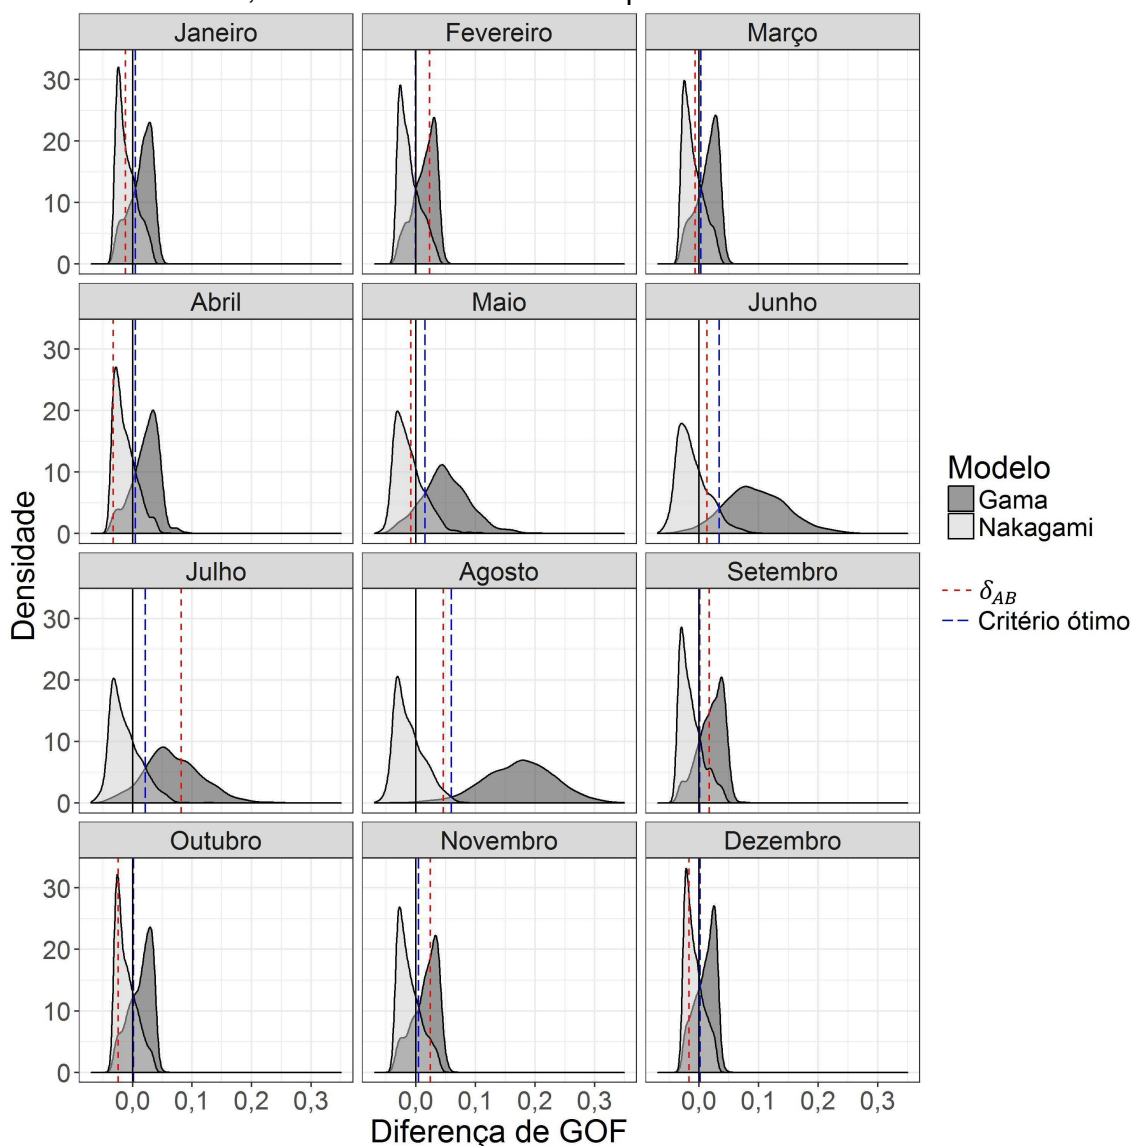 Janeiro Fevereiro Março
30
20
10
0
Abril Maio Junho
30
20
10
0
Julho Agosto Setembro
30
20
10
0
Outubro Novembro Dezembro
30
20
10
0
0,0 0,1 0,2 0,3 0,0 0,1 0,2 0,3 0,0 0,1 0,2 0,3
Diferença de GOF
Densidade
Modelo
Gama
Nakagami
δAB
Critério ótimo